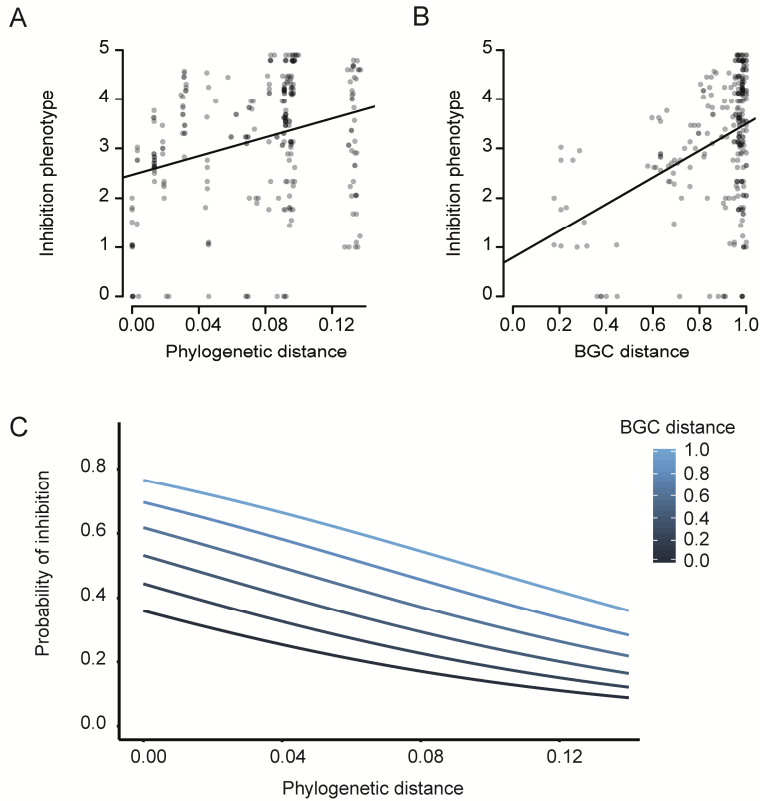 A
5
4
3
2
1
0
Inhibition phenotype
0.00 0.04 0.08 0.12
Phylogenetic distance
B
5
4
3
2
1
0
Inhibition phenotype
0.0 0.2 0.4 0.6 0.8 1.0
BGC distance
C
0.8
0.6
0.4
0.2
0.0
Probability of inhibition
0.00 0.04 0.08 0.12
Phylogenetic distance
BGC distance
1.0
0.8
0.6
0.4
0.2
0.0